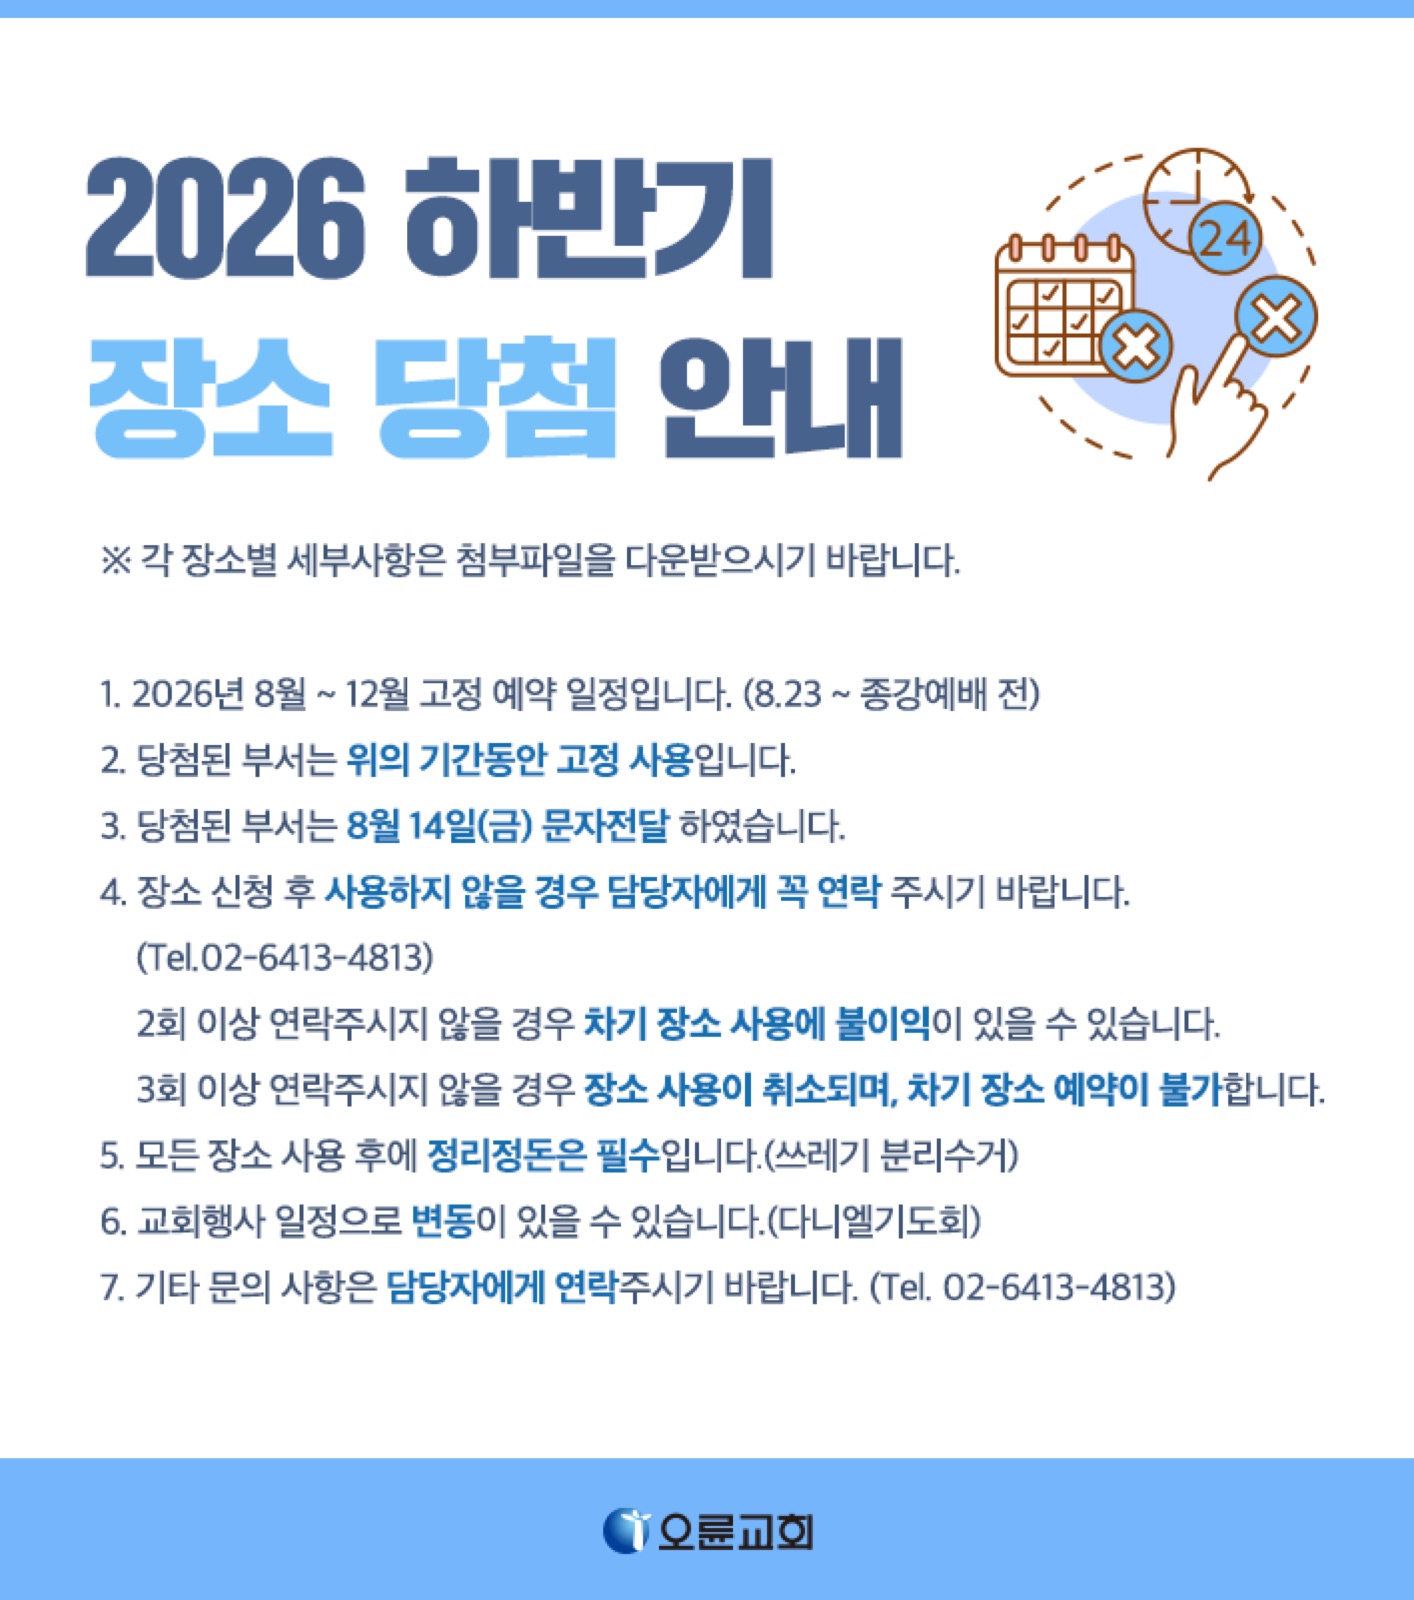 2026 하반기
장소 당첨 안내
24
※ 각 장소별 세부사항은 첨부파일을 다운받으시기 바랍니다.
1. 2026년 8월 ~ 12월 고정 예약 일정입니다. (8.23 ~ 종강예배 전)
2. 당첨된 부서는 위의 기간동안 고정 사용입니다.
3. 당첨된 부서는 8월 14일(금) 문자전달 하였습니다.
4. 장소 신청 후 사용하지 않을 경우 담당자에게 꼭 연락 주시기 바랍니다.
(Tel.02-6413-4813)
2회 이상 연락주시지 않을 경우 차기 장소 사용에 불이익이 있을 수 있습니다.
3회 이상 연락주시지 않을 경우 장소 사용이 취소되며, 차기 장소 예약이 불가합니다.
5. 모든 장소 사용 후에 정리정돈은 필수입니다.(쓰레기 분리수거)
6. 교회행사 일정으로 변동이 있을 수 있습니다.(다니엘기도회)
7. 기타 문의 사항은 담당자에게 연락주시기 바랍니다. (Tel. 02-6413-4813)
오륜교회